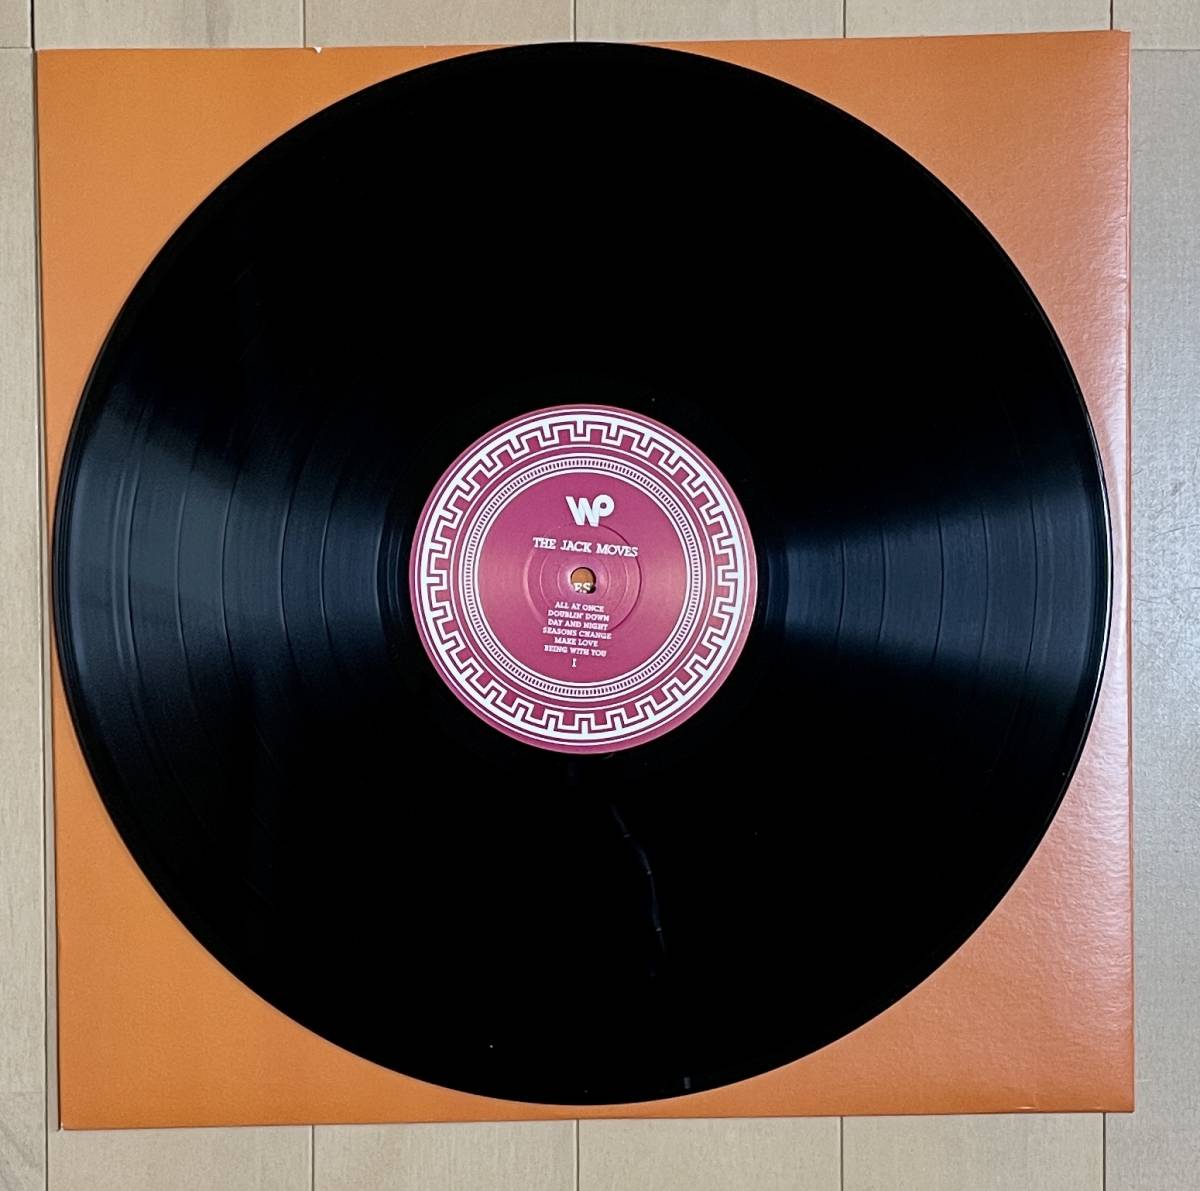 WP
THE JACK MOVES
ES
ALL AT ONCE
DOUBLIN' DOWN
DAY AND NIGHT
SEASONS CHANGE
MAKE LOVE
BEING WITH YOU
I